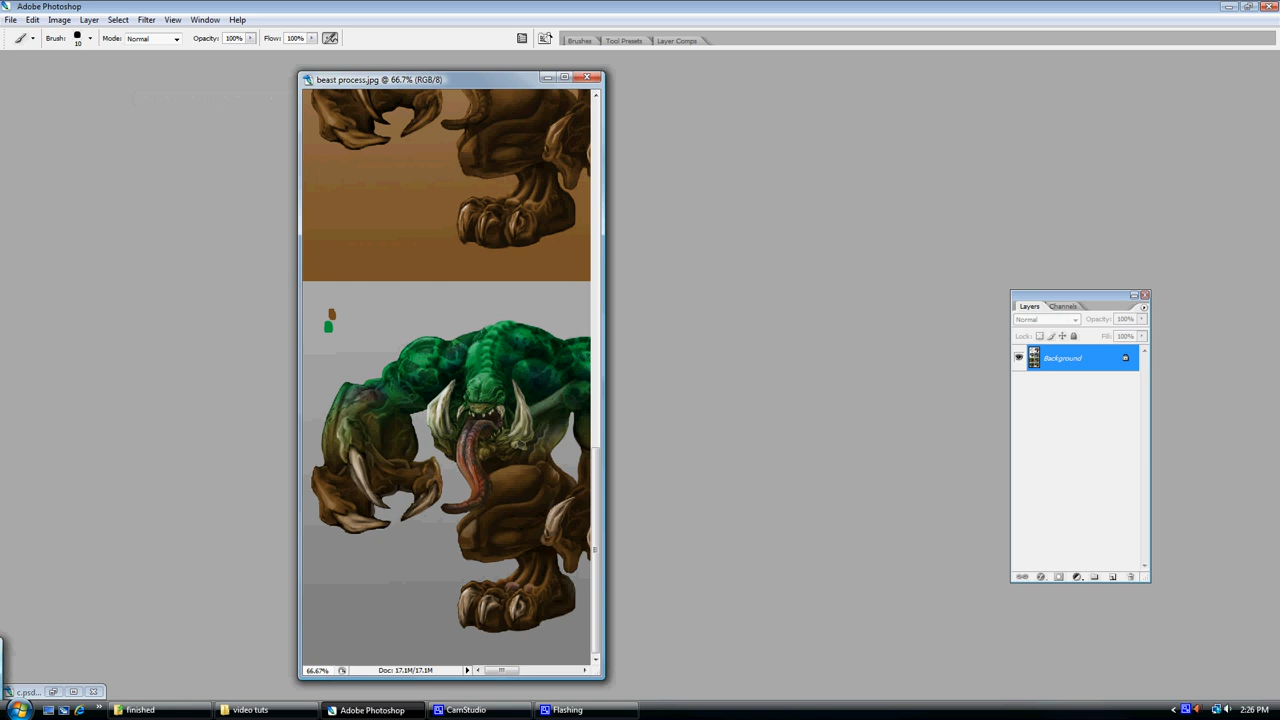 Adobe Photoshop
File Edit Image Layer Select Filter View Window Help
Brush: 10 Mode: Normal Opacity: 100% Flow: 100% Brushes Tool Presets Layer Comps
beast process.jpg @ 66.7% (RGB/8)
Layers Channels
Normal Opacity: 100%
Lock: Fill: 100%
Background
66.67% Doc: 17.1M/17.1M
c.psd...
finished video tuts Adobe Photoshop CamStudio Flashing 2:26 PM